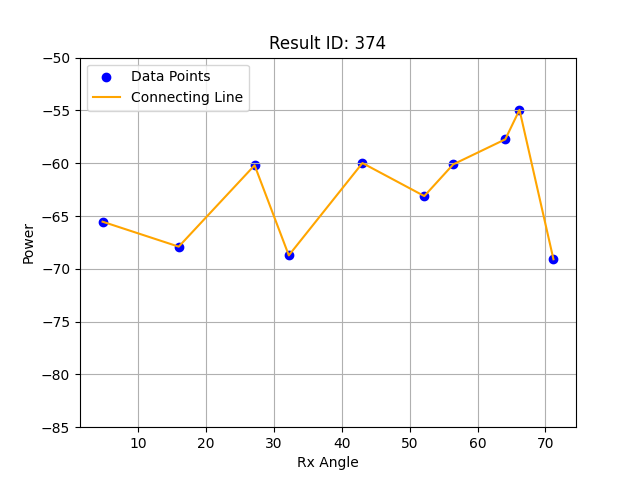 Result ID: 374
Data Points
Connecting Line
−50
−55
−60
−65
−70
−75
−80
−85
Power
10 20 30 40 50 60 70
Rx Angle